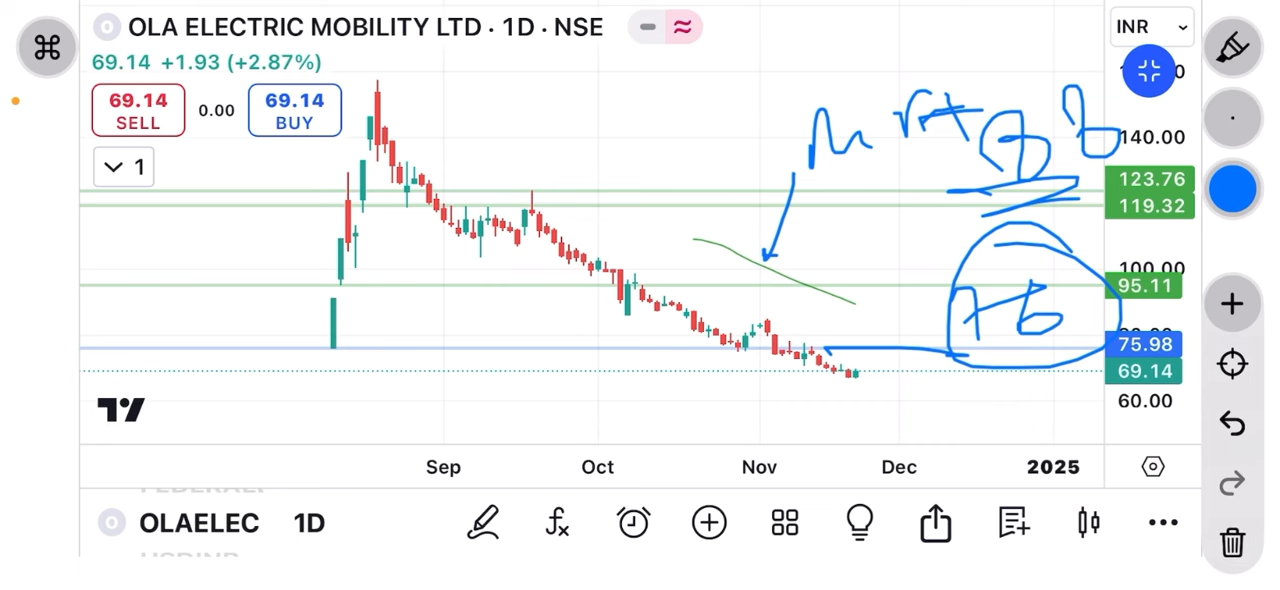 OLA ELECTRIC MOBILITY LTD · 1D · NSE
INR
69.14 +1.93 (+2.87%)
69.14
SELL
0.00
69.14
BUY
1
140.00
123.76
119.32
100.00
95.11
76
75.98
69.14
60.00
Sep Oct Nov Dec 2025
OLAELEC 1D
USDINR